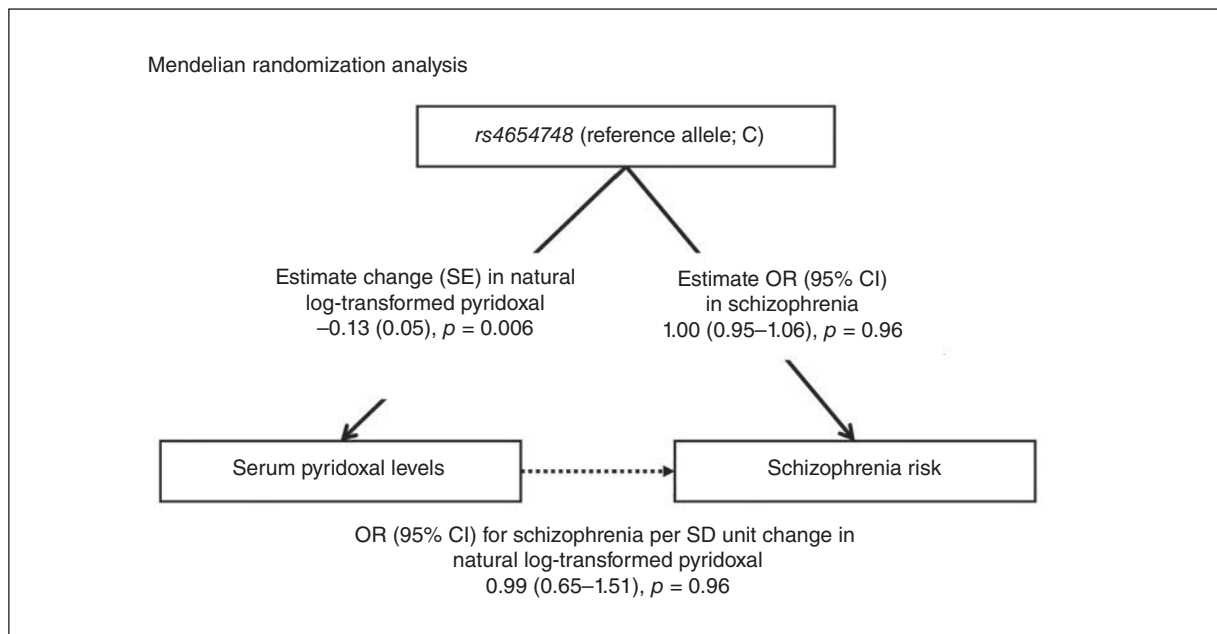 Mendelian randomization analysis
rs4654748 (reference allele; C)
Estimate change (SE) in natural
log-transformed pyridoxal
–0.13 (0.05), p = 0.006
Estimate OR (95% CI)
in schizophrenia
1.00 (0.95–1.06), p = 0.96
Serum pyridoxal levels
Schizophrenia risk
OR (95% CI) for schizophrenia per SD unit change in
natural log-transformed pyridoxal
0.99 (0.65–1.51), p = 0.96